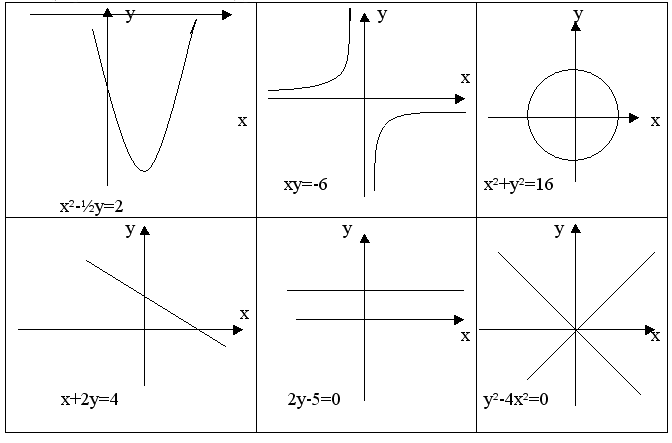 y
x
x²-½y=2
y
x
xy=-6
y
x
x²+y²=16
y
x
x+2y=4
y
x
2y-5=0
y
x
y²-4x²=0